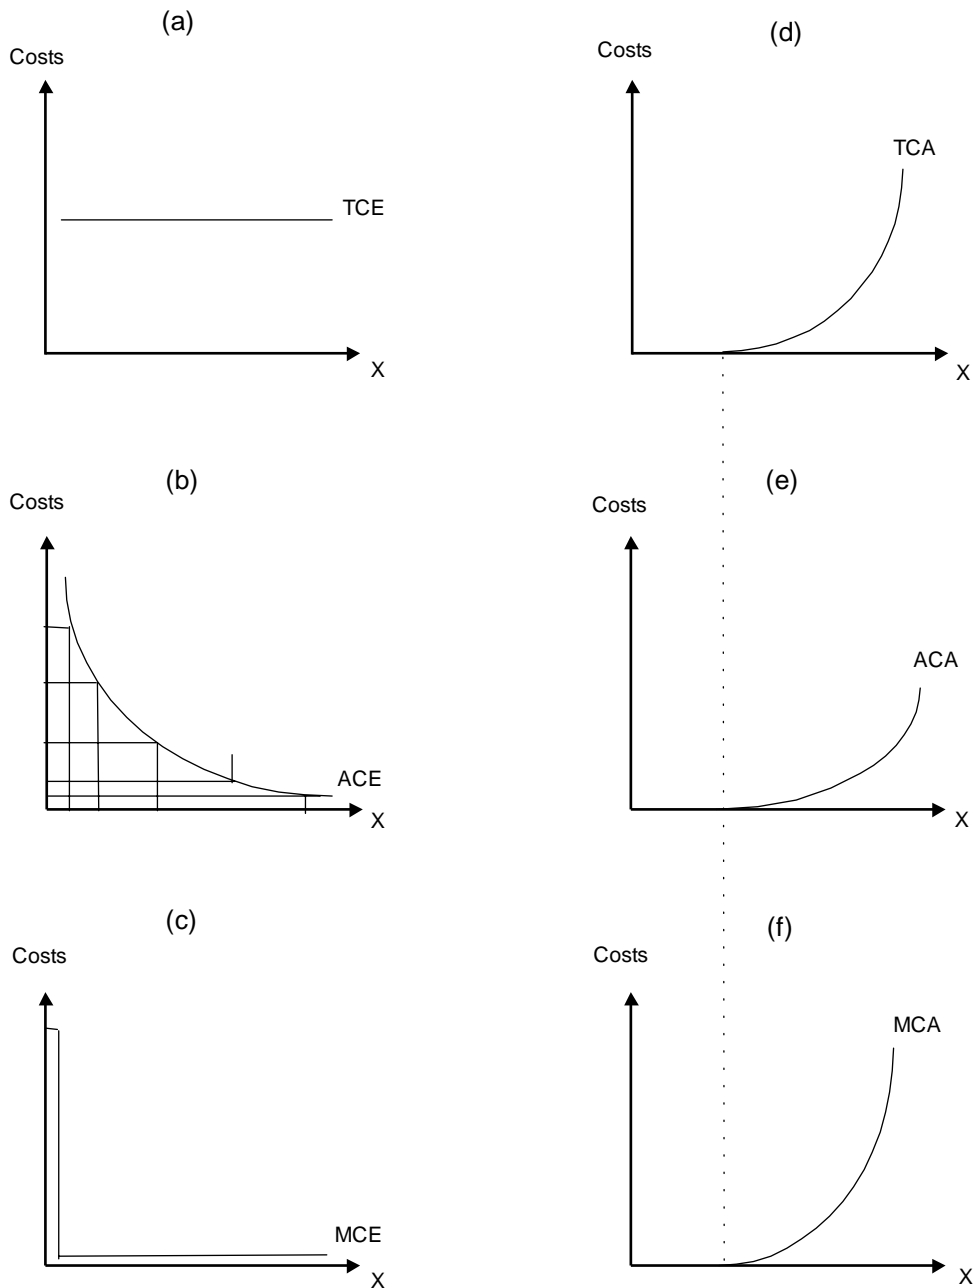 (a)
Costs
TCE
X
(d)
Costs
TCA
X
(b)
Costs
ACE
X
(e)
Costs
ACA
X
(c)
Costs
MCE
X
(f)
Costs
MCA
X